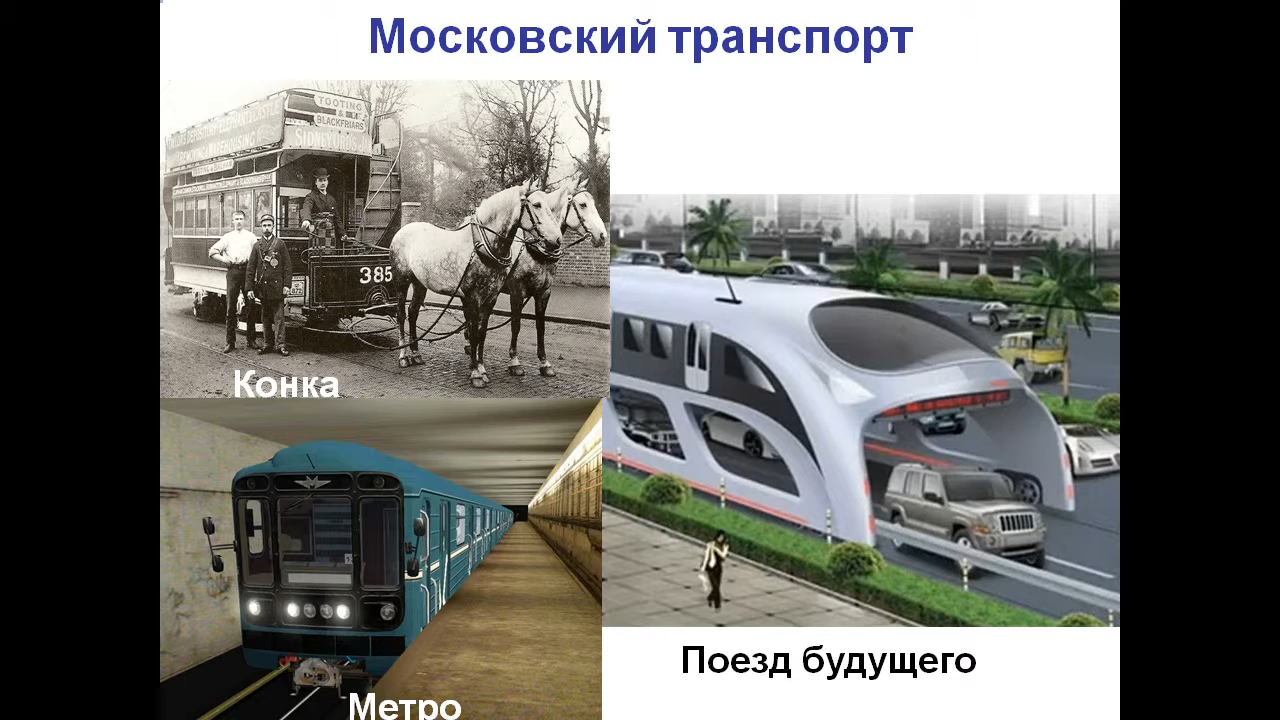 Московский транспорт
TOOTING
&
BLACKFRIARS
385
Конка
Метро
Поезд будущего